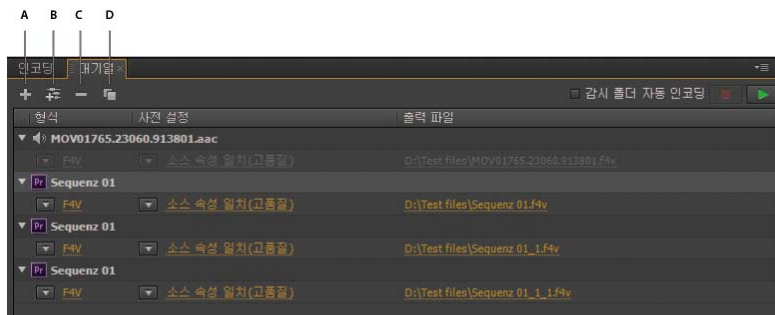 A B C D
인코딩 대기열
감시 폴더 자동 인코딩
형식 사전 설정 출력 파일
MOV01765.23060.913801.aac
F4V 소스 속성 일치(고품질) D:\Test files\MOV01765.23060.913801.f4v
Pr Sequenz 01
F4V 소스 속성 일치(고품질) D:\Test files\Sequenz 01.f4v
Pr Sequenz 01
F4V 소스 속성 일치(고품질) D:\Test files\Sequenz 01_1.f4v
Pr Sequenz 01
F4V 소스 속성 일치(고품질) D:\Test files\Sequenz 01_1_1.f4v